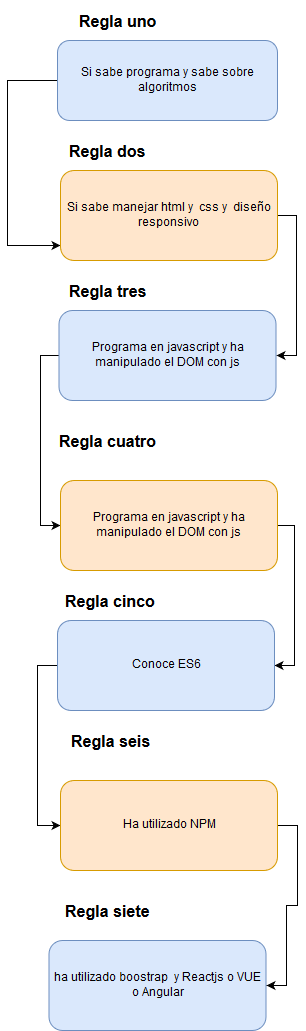 Regla uno
Si sabe programa y sabe sobre
algoritmos
Regla dos
Si sabe manejar html y css y diseño
responsivo
Regla tres
Programa en javascript y ha
manipulado el DOM con js
Regla cuatro
Programa en javascript y ha
manipulado el DOM con js
Regla cinco
Conoce ES6
Regla seis
Ha utilizado NPM
Regla siete
ha utilizado boostrap y Reactjs o VUE
o Angular